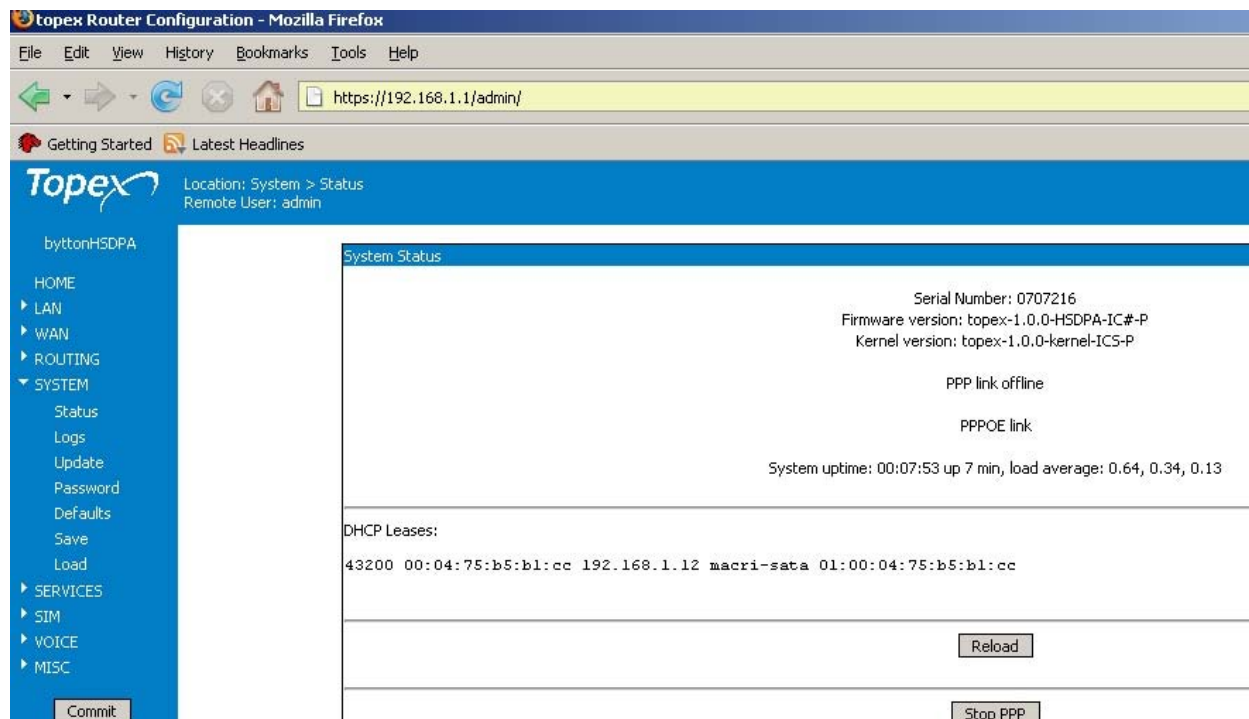 topex Router Configuration - Mozilla Firefox
File Edit View History Bookmarks Tools Help
https://192.168.1.1/admin/
Getting Started Latest Headlines
Topex
Location: System > Status
Remote User: admin
byttonHSDPA
HOME
LAN
WAN
ROUTING
SYSTEM
Status
Logs
Update
Password
Defaults
Save
Load
SERVICES
SIM
VOICE
MISC
Commit
System Status
Serial Number: 0707216
Firmware version: topex-1.0.0-HSDPA-IC#-P
Kernel version: topex-1.0.0-kernel-ICS-P
PPP link offline
PPPOE link
System uptime: 00:07:53 up 7 min, load average: 0.64, 0.34, 0.13
DHCP Leases:
43200 00:04:75:b5:b1:cc 192.168.1.12 macri-sata 01:00:04:75:b5:b1:cc
Reload
Stop PPP